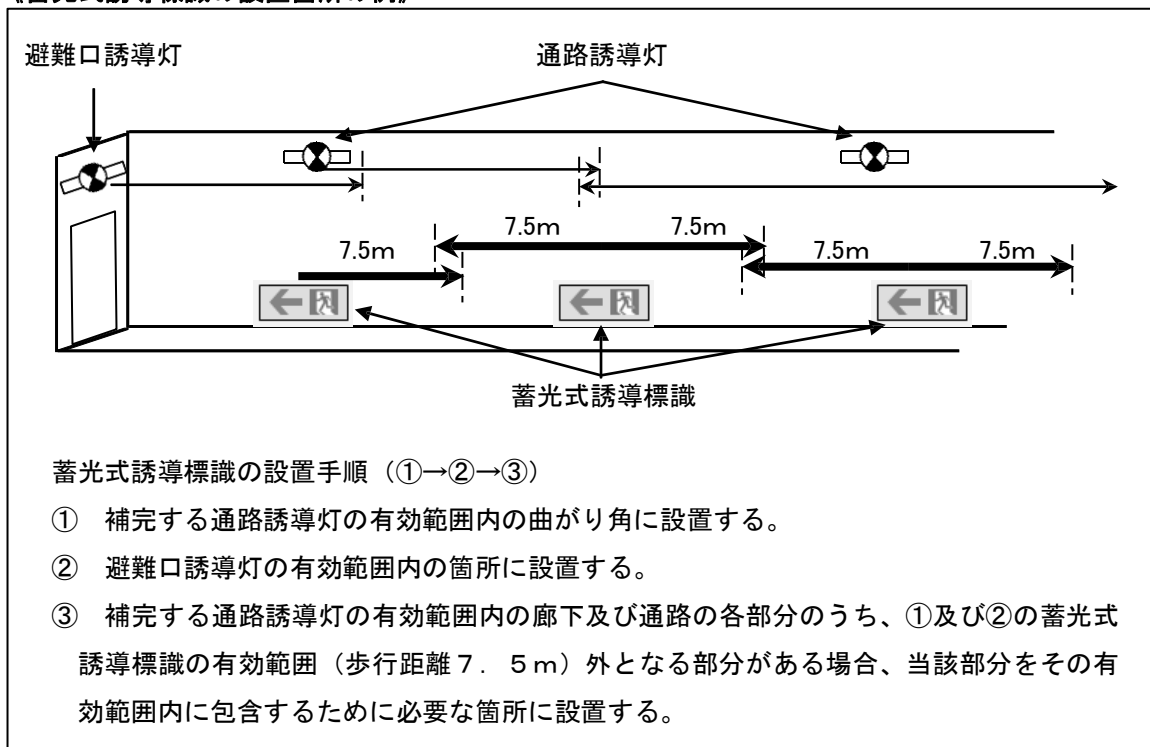 《蓄光式誘導標識の設置箇所の例》
避難口誘導灯
通路誘導灯
7.5m
7.5m
7.5m
7.5m
7.5m
蓄光式誘導標識
蓄光式誘導標識の設置手順（①→②→③）
① 補完する通路誘導灯の有効範囲内の曲がり角に設置する。
② 避難口誘導灯の有効範囲内の箇所に設置する。
③ 補完する通路誘導灯の有効範囲内の廊下及び通路の各部分のうち、①及び②の蓄光式
誘導標識の有効範囲（歩行距離７．５ｍ）外となる部分がある場合、当該部分をその有
効範囲内に包含するために必要な箇所に設置する。